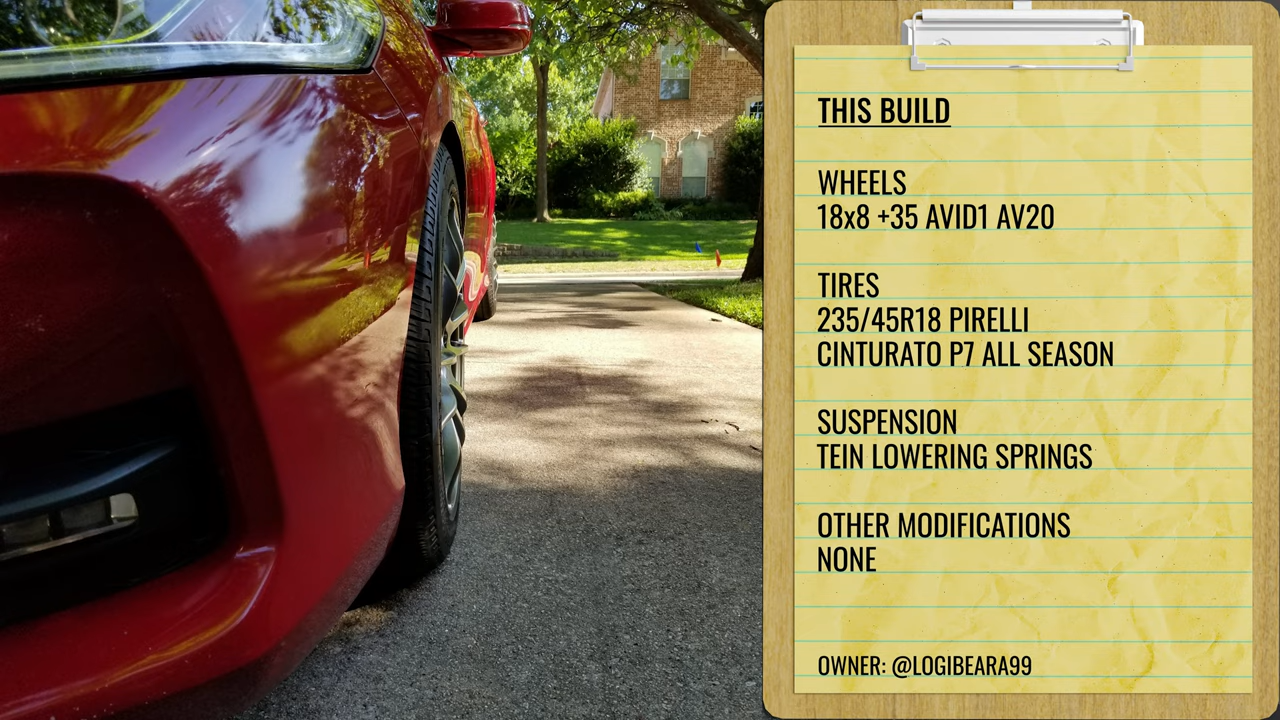 THIS BUILD
WHEELS
18x8 +35 AVID1 AV20
TIRES
235/45R18 PIRELLI
CINTURATO P7 ALL SEASON
SUSPENSION
TEIN LOWERING SPRINGS
OTHER MODIFICATIONS
NONE
OWNER: @LOGIBEARA99